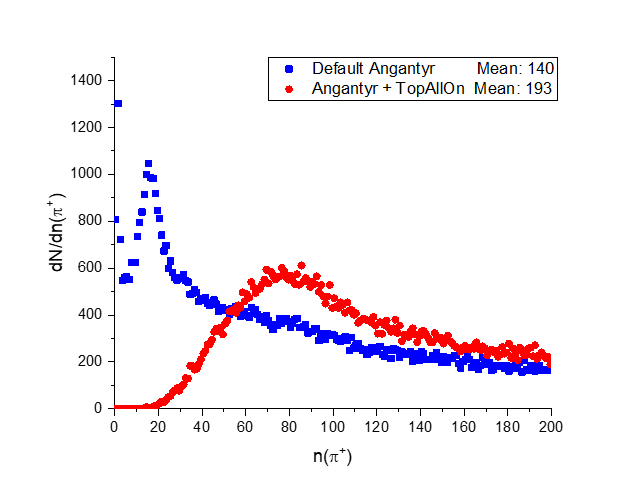 Default Angantyr Mean: 140
Angantyr + TopAllOn Mean: 193
1400
1200
1000
800
600
400
200
0
dN/dn(π⁺)
0 20 40 60 80 100 120 140 160 180 200
n(π⁺)